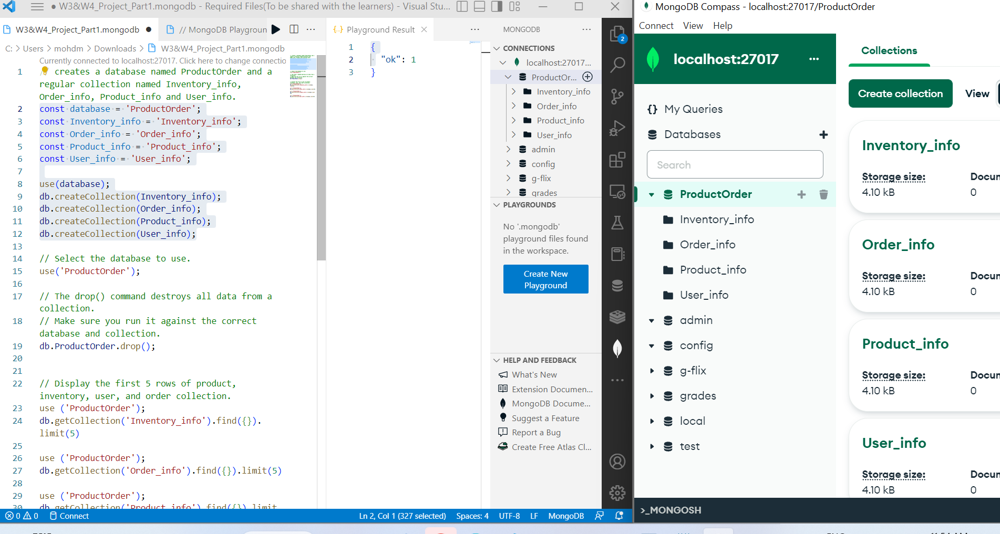 W3&W4_Project_Part1.mongodb - Required Files(To be shared with the learners) - Visual Stu...
W3&W4_Project_Part1.mongodb
// MongoDB Playgroun
C: > Users > mohdm > Downloads > W3&W4_Project_Part1.mongodb
Currently connected to localhost:27017. Click here to change connectio
1 creates a database named ProductOrder and a
regular collection named Inventory_info,
Order_info, Product_info and User_info.
2 const database = 'ProductOrder';
3 const Inventory_info = 'Inventory_info';
4 const Order_info = 'Order_info';
5 const Product_info = 'Product_info';
6 const User_info = 'User_info';
7
8 use(database);
9 db.createCollection(Inventory_info);
10 db.createCollection(Order_info);
11 db.createCollection(Product_info);
12 db.createCollection(User_info);
13
14 // Select the database to use.
15 use('ProductOrder');
16
17 // The drop() command destroys all data from a
collection.
18 // Make sure you run it against the correct
database and collection.
19 db.ProductOrder.drop();
20
21
22 // Display the first 5 rows of product,
inventory, user, and order collection.
23 use ('ProductOrder');
24 db.getCollection('Inventory_info').find({}).
limit(5)
25
26 use ('ProductOrder');
27 db.getCollection('Order_info').find({}).limit(5)
28
29 use ('ProductOrder');
30 db.getCollection('Product_info').find({}).limit
Playground Result
1 {
2 "ok": 1
3 }
MONGODB
CONNECTIONS
localhost:27017...
ProductOr...
Inventory_info
Order_info
Product_info
User_info
admin
config
g-flix
grades
PLAYGROUNDS
No '.mongodb'
playground files found
in the workspace.
Create New
Playground
HELP AND FEEDBACK
What's New
Extension Documen...
MongoDB Docume...
Suggest a Feature
Report a Bug
Create Free Atlas Cl...
2
0 0 Connect
Ln 2, Col 1 (327 selected) Spaces: 4 UTF-8 LF MongoDB
MongoDB Compass - localhost:27017/ProductOrder
Connect View Help
localhost:27017 ...
{} My Queries
Databases
Search
ProductOrder
Inventory_info
Order_info
Product_info
User_info
admin
config
g-flix
grades
local
test
>_MONGOSH
Collections
Create collection View
Inventory_info
Storage size: Docum
4.10 kB 0
Order_info
Storage size: Docum
4.10 kB 0
Product_info
Storage size: Docum
4.10 kB 0
User_info
Storage size: Docum
4.10 kB 0